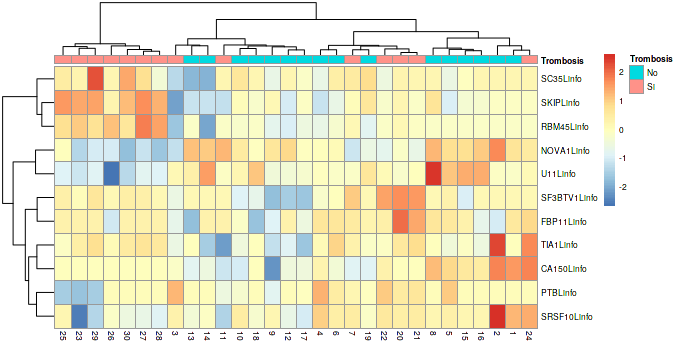 Trombosis
Trombosis
No
Si
2
1
0
-1
-2
SC35LInfo
SKIPLInfo
RBM45LInfo
NOVA1LInfo
U11LInfo
SF3BTV1LInfo
FBP11LInfo
TIA1LInfo
CA150LInfo
PTBLInfo
SRSF10LInfo
25 23 29 26 30 27 28 3 13 14 11 10 18 9 12 17 4 6 7 19 22 20 21 8 5 15 16 2 1 24